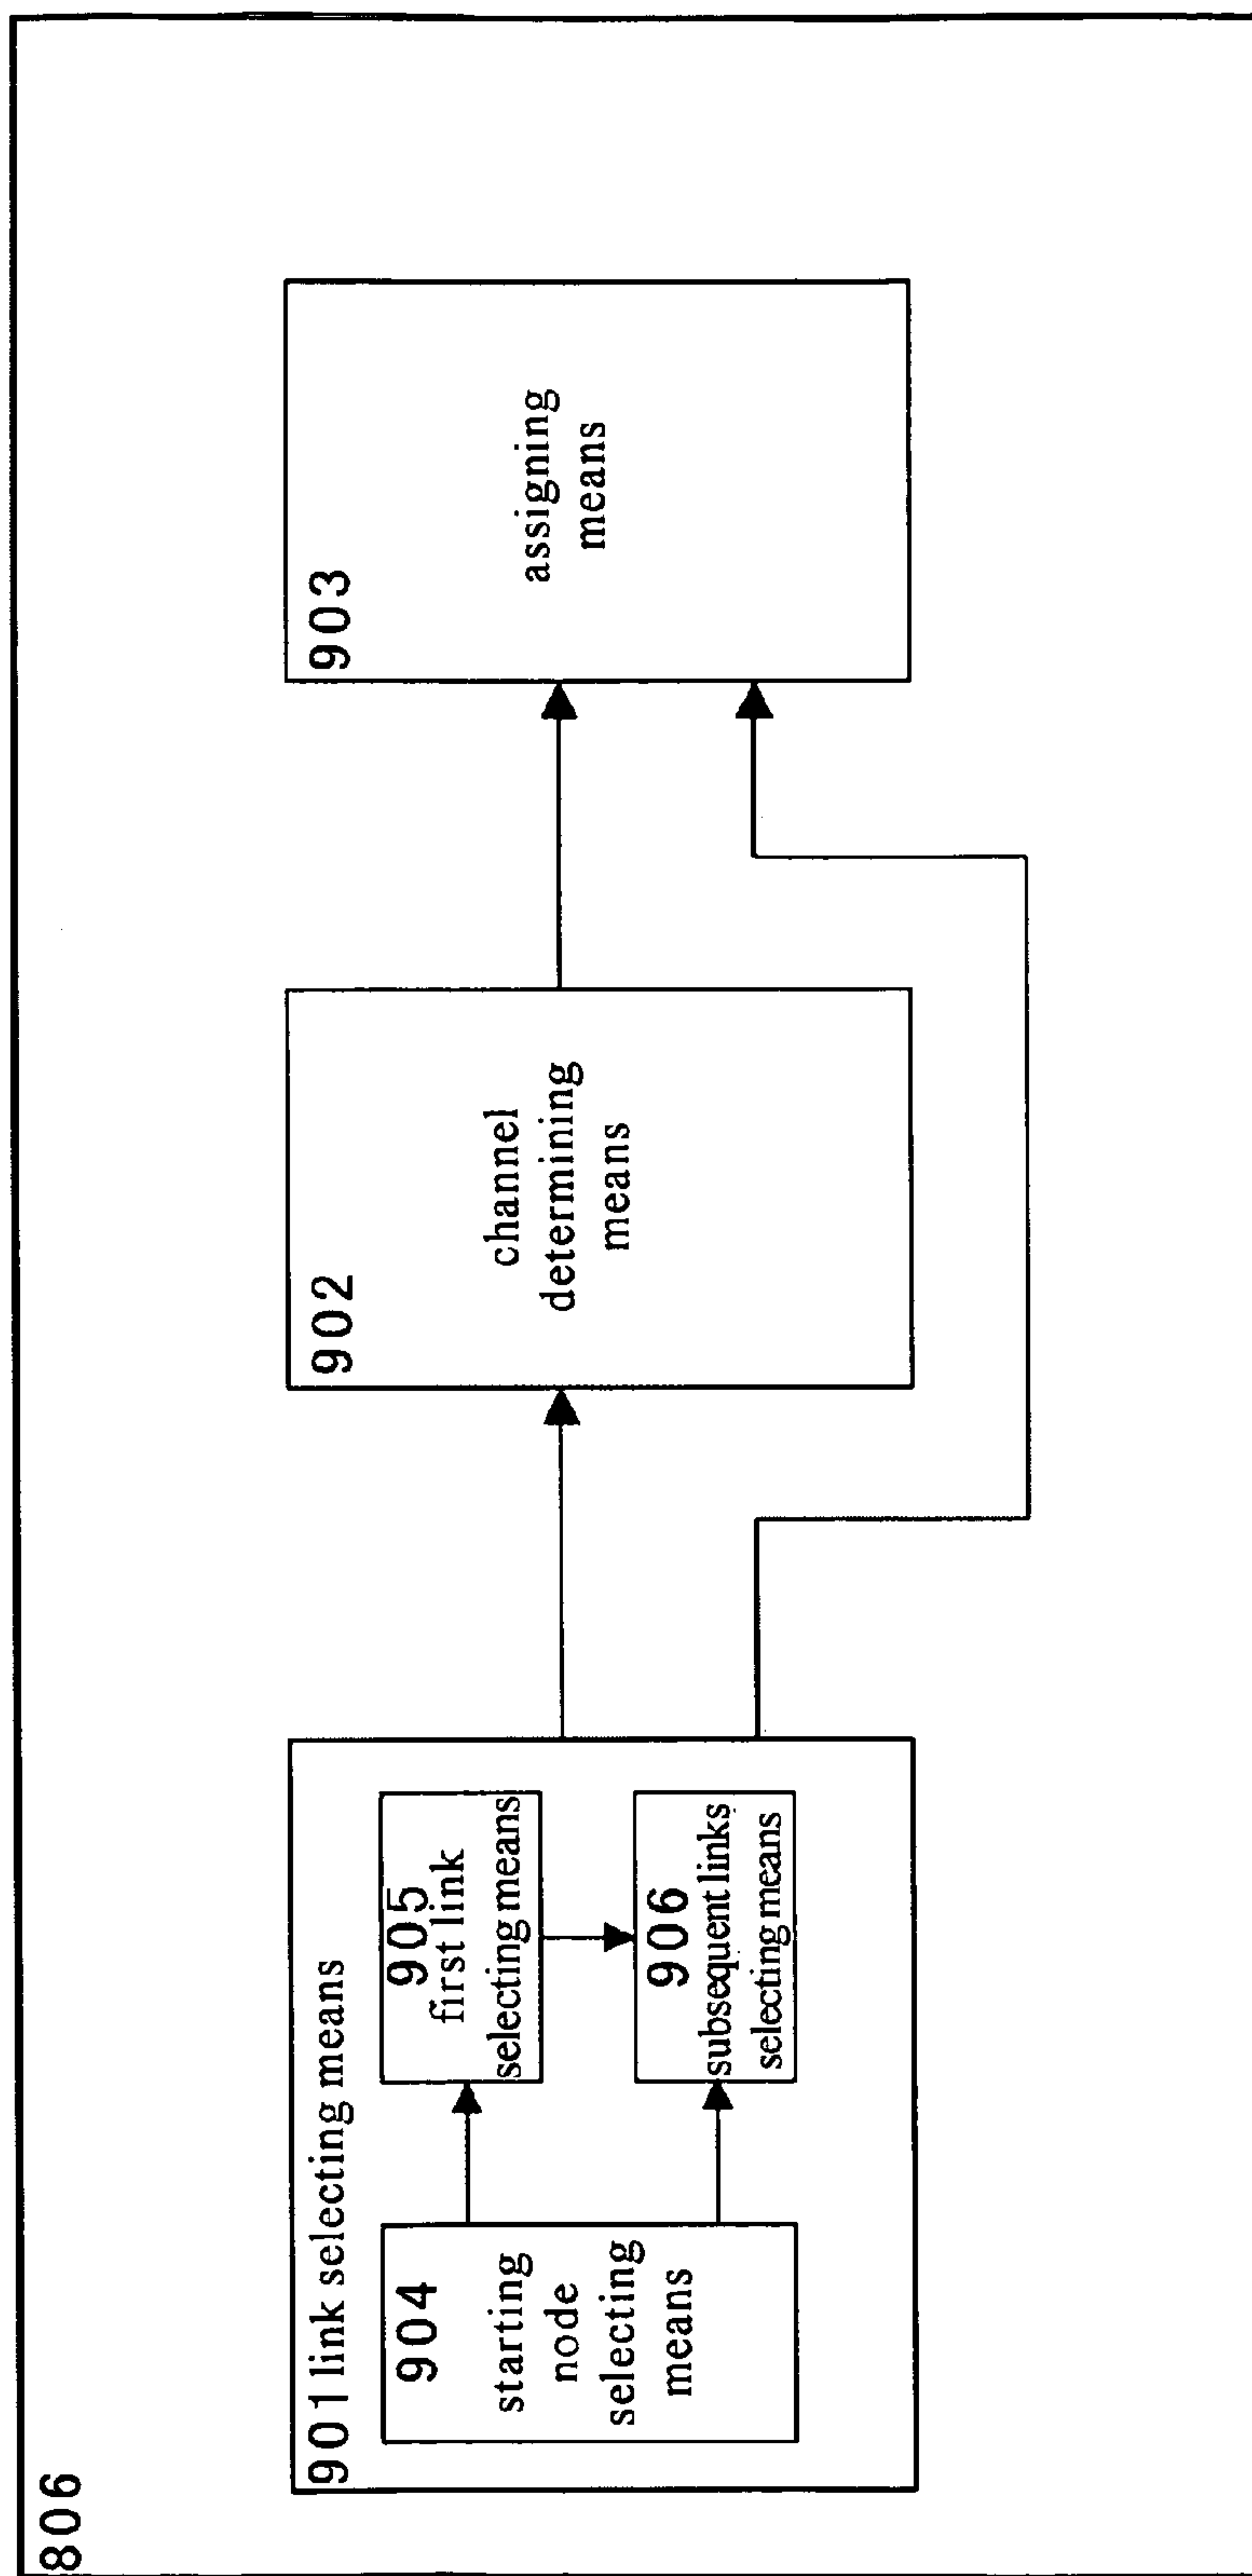 806
901 link selecting means
904
starting
node
selecting
means
905
first link
selecting means
906
subsequent links
selecting means
902
channel
determining
means
903
assigning
means